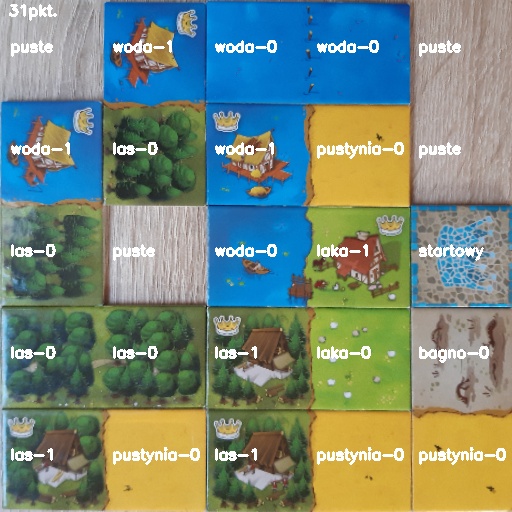 31pkt.
puste woda-1 woda-0 woda-0 puste
woda-1 las-0 woda-1 pustynia-0 puste
las-0 puste woda-0 laka-1 startowy
las-0 las-0 las-1 laka-0 bagno-0
las-1 pustynia-0 las-1 pustynia-0 pustynia-0